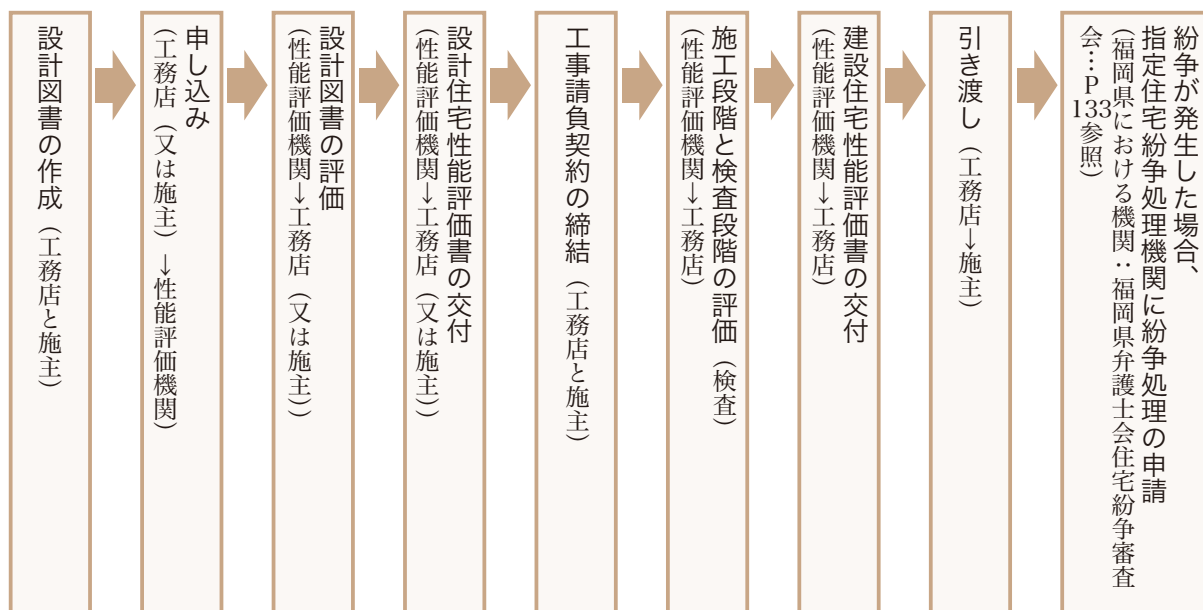 設計図書の作成（工務店と施主）
申し込み
（工務店（又は施主）→性能評価機関）
設計図書の評価
（性能評価機関→工務店（又は施主））
設計住宅性能評価書の交付
（性能評価機関→工務店（又は施主））
工事請負契約の締結（工務店と施主）
施工段階と検査段階の評価（検査）
（性能評価機関→工務店）
建設住宅性能評価書の交付
（性能評価機関→工務店）
引き渡し（工務店→施主）
紛争が発生した場合、
指定住宅紛争処理機関に紛争処理の申請
（福岡県における機関：福岡県弁護士会住宅紛争審査
会…P133参照）